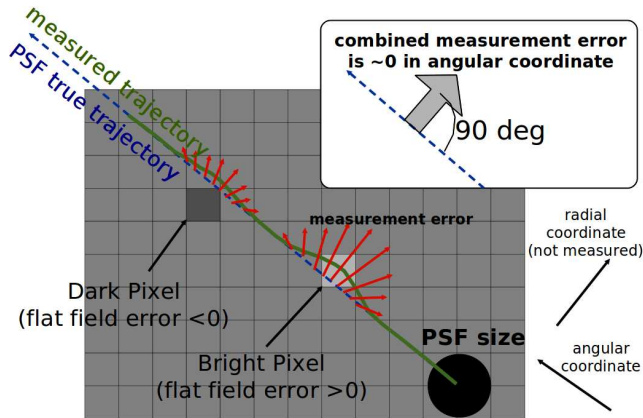 measured trajectory
PSF true trajectory
combined measurement error
is ~0 in angular coordinate
90 deg
measurement error
radial
coordinate
(not measured)
Dark Pixel
(flat field error <0)
PSF size
Bright Pixel
(flat field error >0)
angular
coordinate